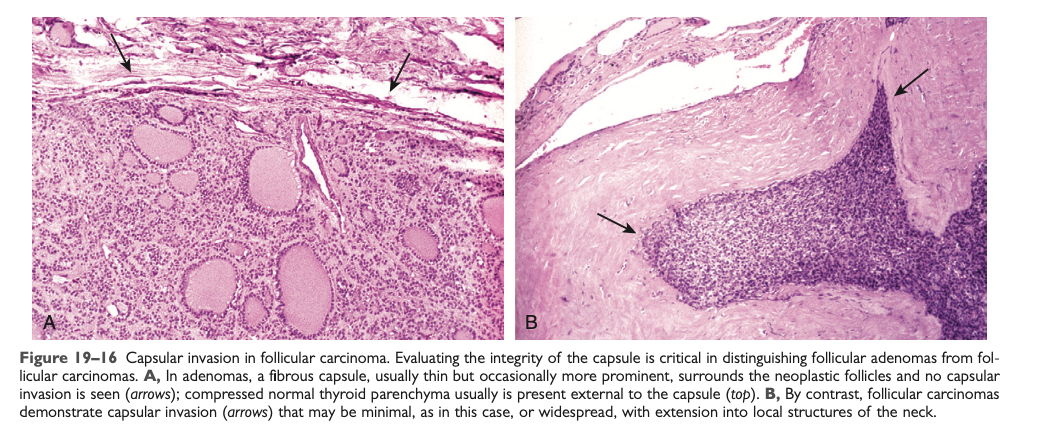 A
B
Figure 19–16 Capsular invasion in follicular carcinoma. Evaluating the integrity of the capsule is critical in distinguishing follicular adenomas from fol-
licular carcinomas. A, In adenomas, a fibrous capsule, usually thin but occasionally more prominent, surrounds the neoplastic follicles and no capsular
invasion is seen (arrows); compressed normal thyroid parenchyma usually is present external to the capsule (top). B, By contrast, follicular carcinomas
demonstrate capsular invasion (arrows) that may be minimal, as in this case, or widespread, with extension into local structures of the neck.